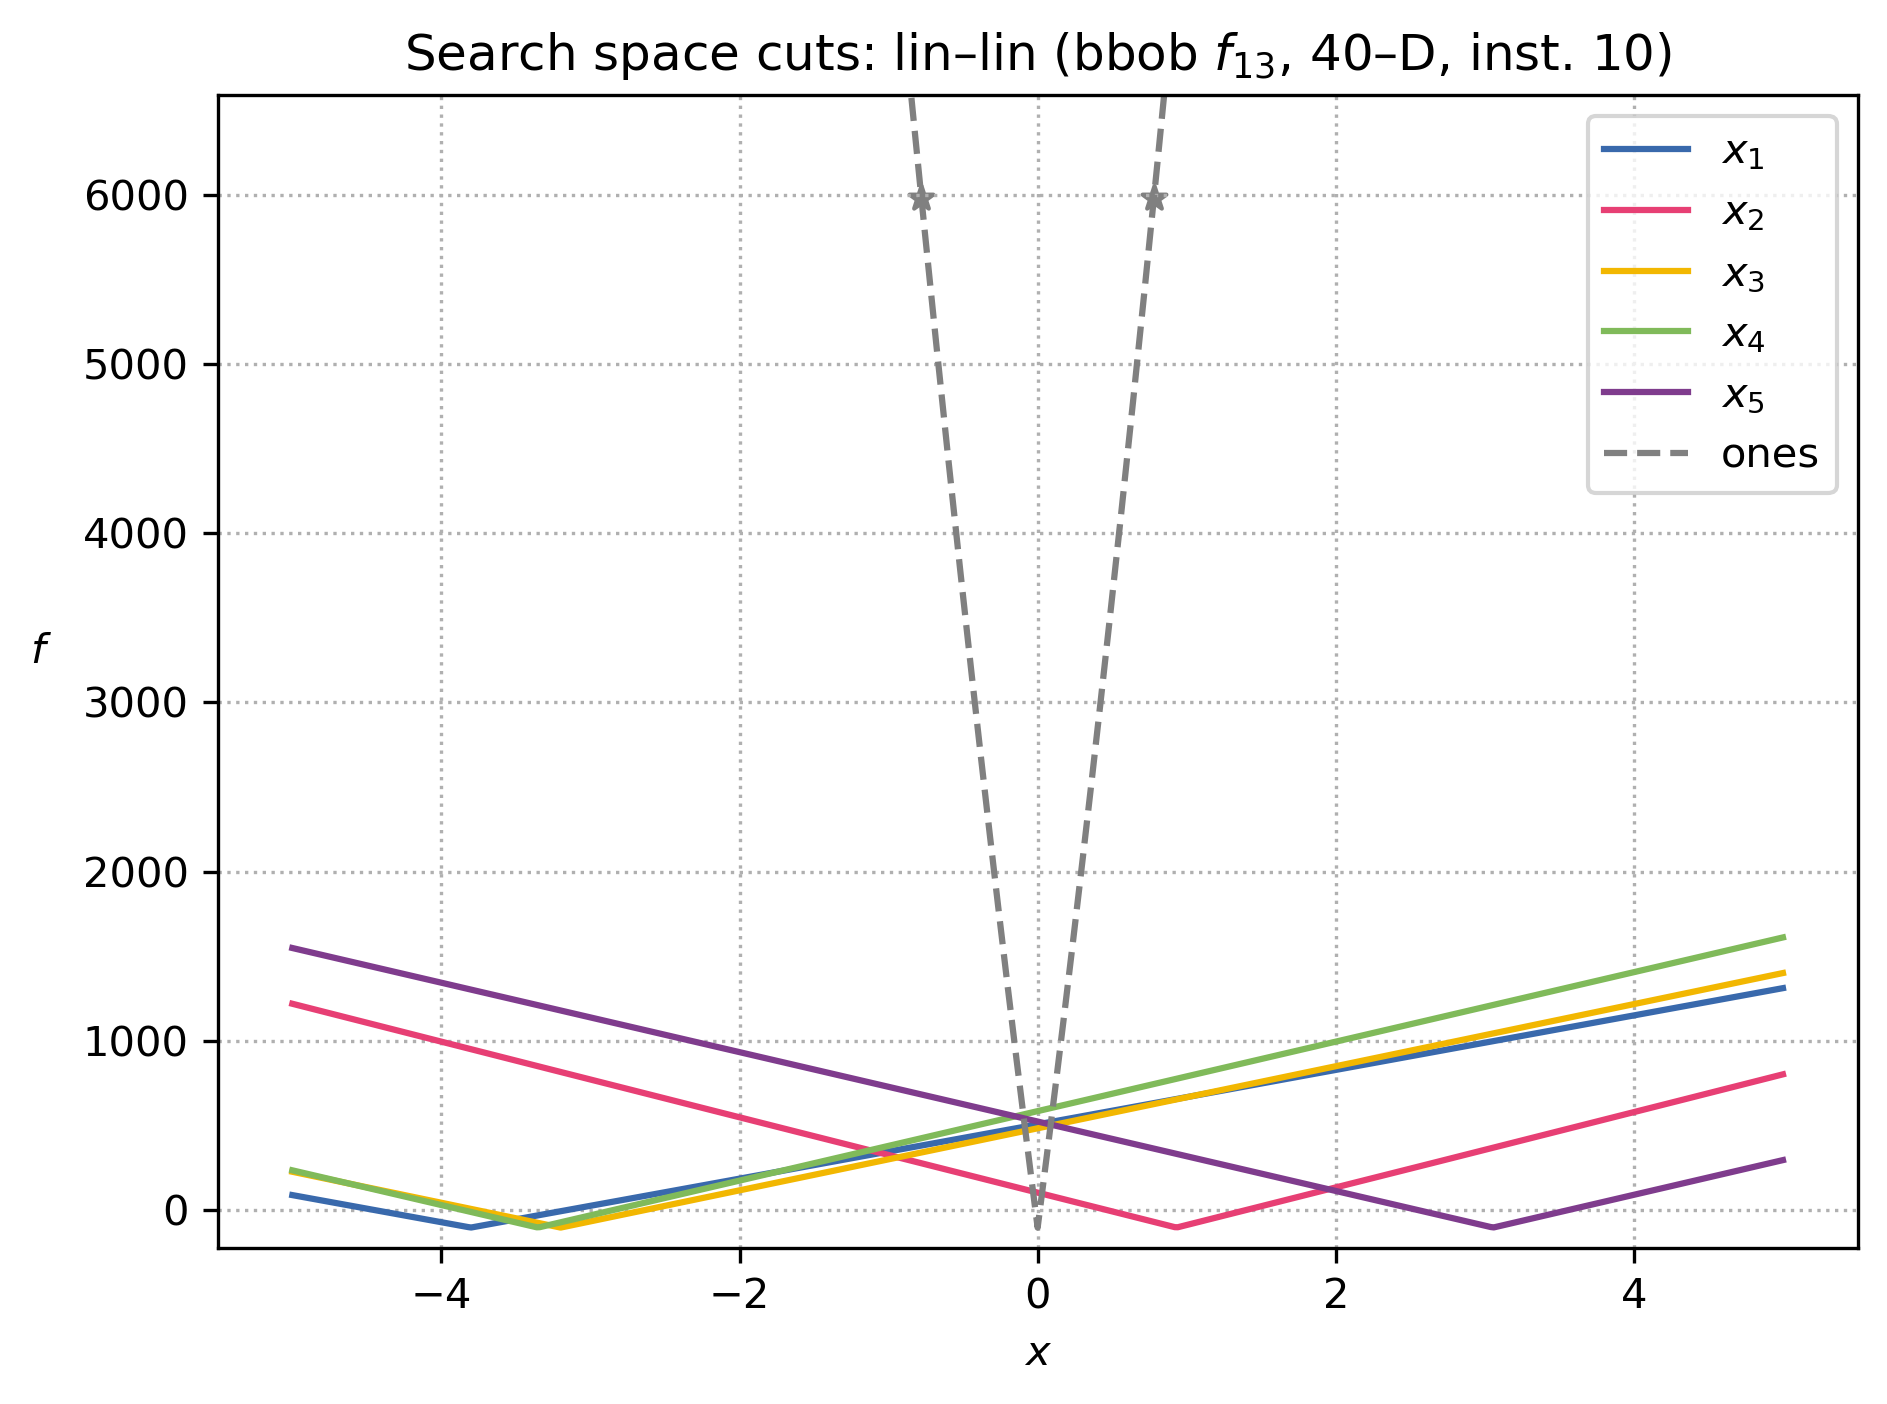 Search space cuts: lin–lin (bbob f₁₃, 40–D, inst. 10)
x₁
x₂
x₃
x₄
x₅
ones
6000
5000
4000
3000
2000
1000
0
f
−4 −2 0 2 4
x